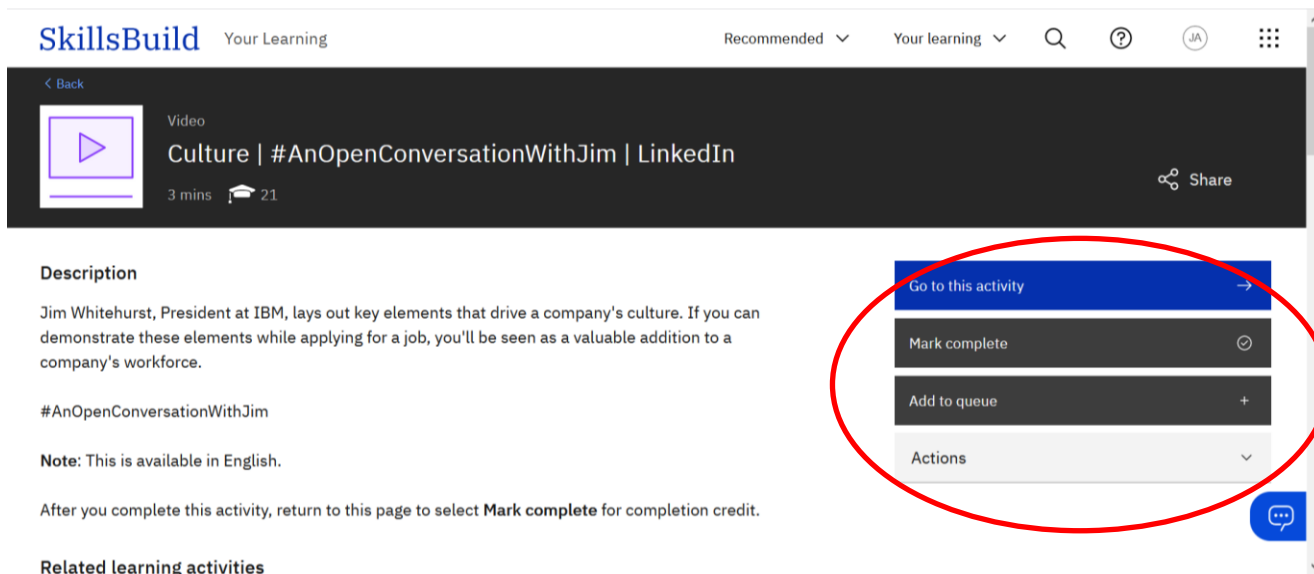 SkillsBuild Your Learning Recommended Your learning JA
< Back
Video
Culture | #AnOpenConversationWithJim | LinkedIn
3 mins 21
Share
Description
Jim Whitehurst, President at IBM, lays out key elements that drive a company's culture. If you can
demonstrate these elements while applying for a job, you'll be seen as a valuable addition to a
company's workforce.
#AnOpenConversationWithJim
Note: This is available in English.
After you complete this activity, return to this page to select Mark complete for completion credit.
Related learning activities
Go to this activity
Mark complete
Add to queue
Actions